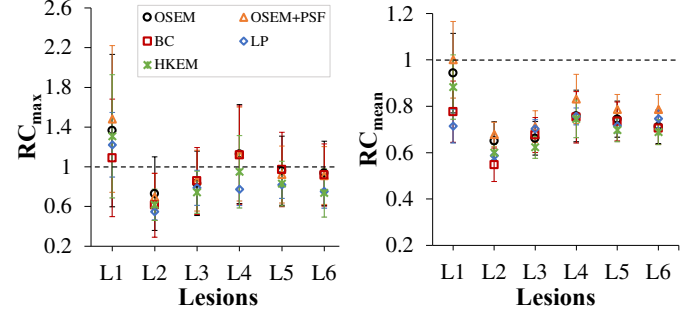 OSEM OSEM+PSF
BC LP
HKEM
RCmax
2.6
2.2
1.8
1.4
1
0.6
0.2
L1 L2 L3 L4 L5 L6
Lesions
RCmean
1.2
1
0.8
0.6
0.4
0.2
L1 L2 L3 L4 L5 L6
Lesions